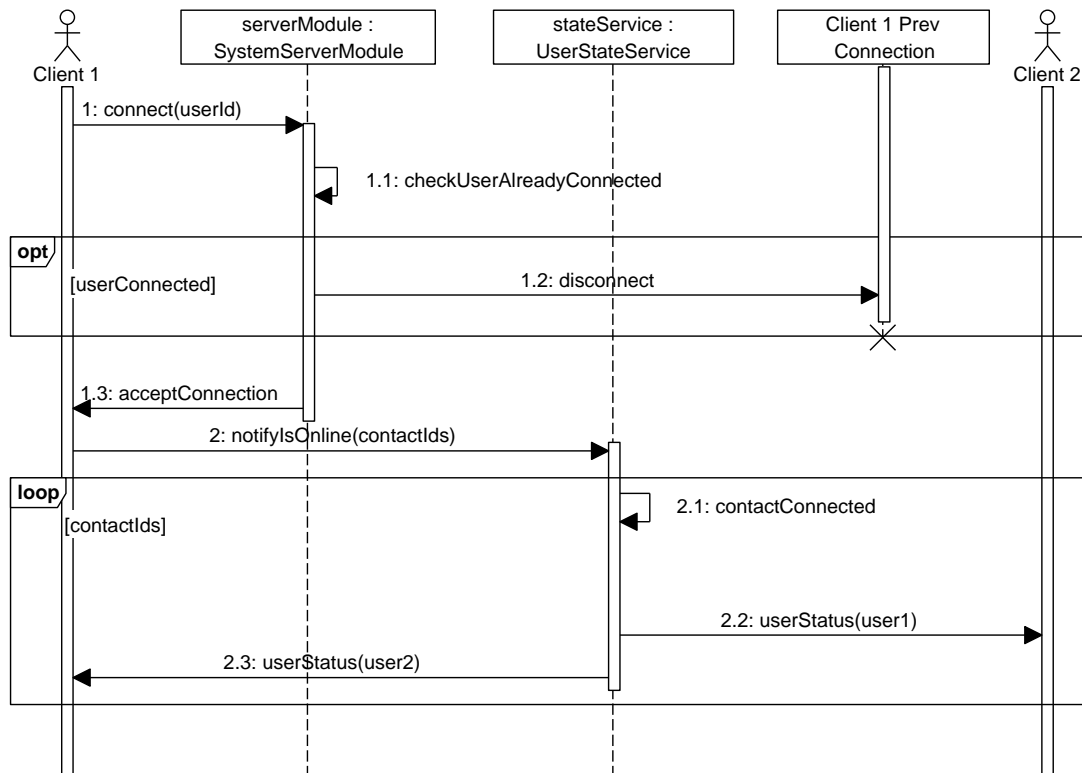 serverModule :
SystemServerModule
stateService :
UserStateService
Client 1 Prev
Connection
Client 1
Client 2
1: connect(userId)
1.1: checkUserAlreadyConnected
opt
[userConnected]
1.2: disconnect
1.3: acceptConnection
2: notifyIsOnline(contactIds)
loop
[contactIds]
2.1: contactConnected
2.2: userStatus(user1)
2.3: userStatus(user2)